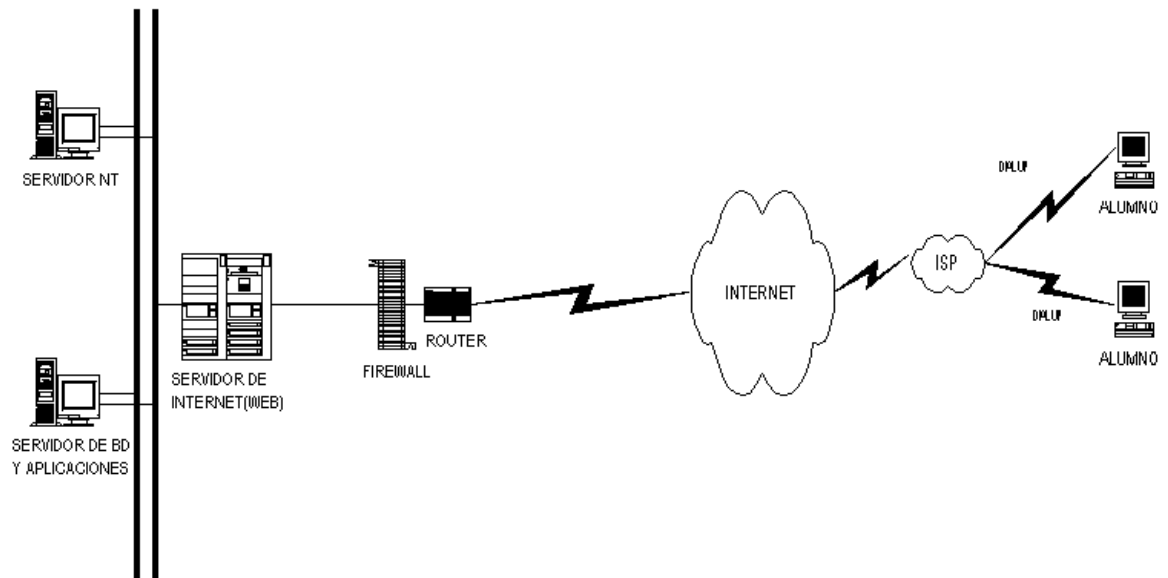 SERVIDOR NT
SERVIDOR DE BD
Y APLICACIONES
SERVIDOR DE
INTERNET(WEB)
FIREWALL
ROUTER
INTERNET
ISP
DIALUP
ALUMNO
DIALUP
ALUMNO